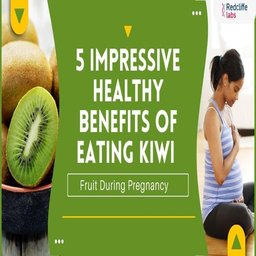 Redcliffe
labs
5 IMPRESSIVE
HEALTHY
BENEFITS OF
EATING KIWI
Fruit During Pregnancy